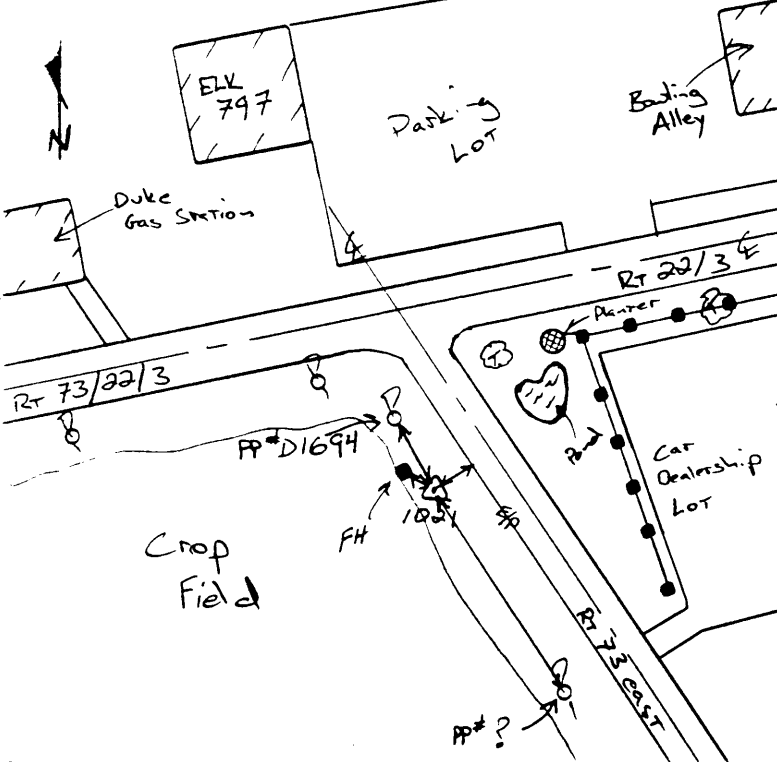 N
ELK
797
Parking
LOT
Bowling
Alley
Duke
Gas Station
RT 22/3
Planter
RT 73/22/3
PP#D1694
Pond
Car
Dealership
LOT
FH
1021
Crop
Field
RT 73 east
PP# ?